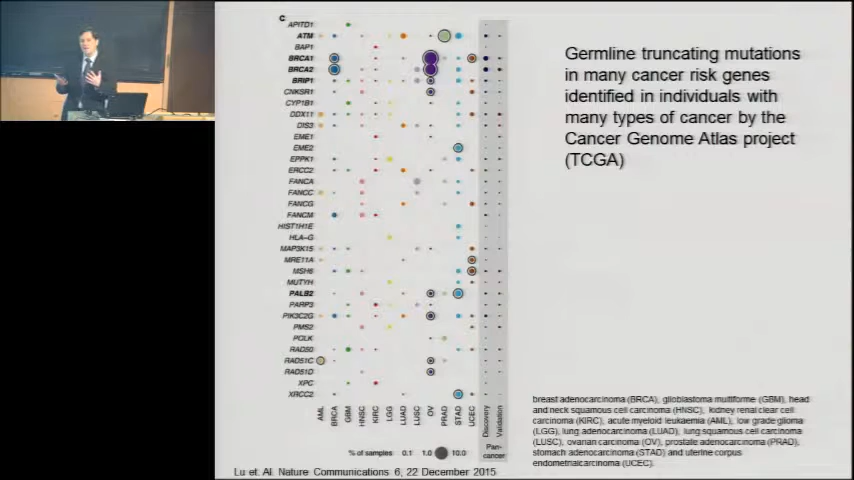 c
APITD1
ATM
BAP1
BRCA1
BRCA2
BRIP1
CNKSR1
CYP1B1
DDX11
DIS3
EME1
EME2
EPPK1
ERCC2
FANCA
FANCC
FANCG
FANCM
HIST1H1E
HLA-G
MAP3K15
MRE11A
MSH6
MUTYH
PALB2
PARP3
PIK3C2G
PMS2
POLK
RAD50
RAD51C
RAD51D
XPC
XRCC2
AML BRCA GBM HNSC KIRC LGG LUAD LUSC OV PRAD STAD UCEC Discovery Validation
Pan-
cancer
% of samples 0.1 1.0 10.0
Lu et. Al. Nature Communications 6, 22 December 2015
Germline truncating mutations
in many cancer risk genes
identified in individuals with
many types of cancer by the
Cancer Genome Atlas project
(TCGA)
breast adenocarcinoma (BRCA), glioblastoma multiforme (GBM), head
and neck squamous cell carcinoma (HNSC), kidney renal clear cell
carcinoma (KIRC), acute myeloid leukaemia (AML), low grade glioma
(LGG), lung adenocarcinoma (LUAD), lung squamous cell carcinoma
(LUSC), ovarian carcinoma (OV), prostate adenocarcinoma (PRAD),
stomach adenocarcinoma (STAD) and uterine corpus
endometrial carcinoma (UCEC).